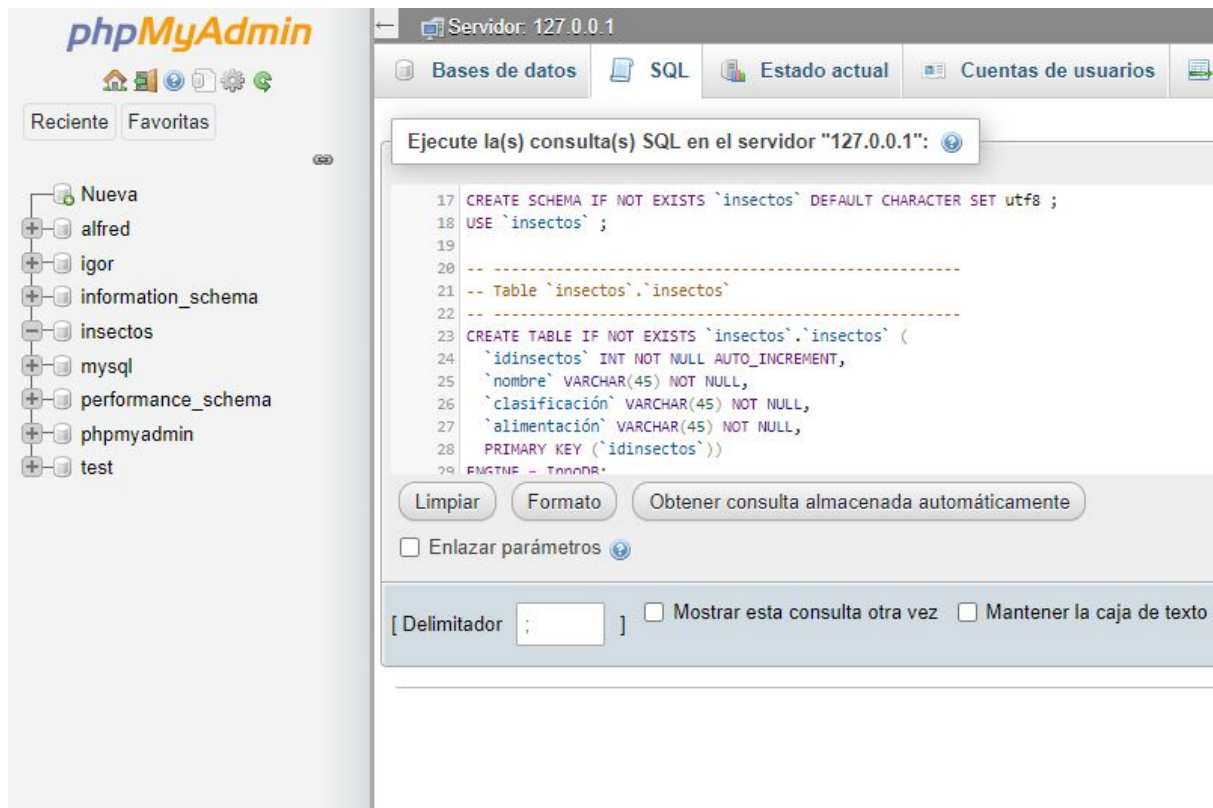 phpMyAdmin
Reciente Favoritas
Nueva
alfred
igor
information_schema
insectos
mysql
performance_schema
phpmyadmin
test
Servidor: 127.0.0.1
Bases de datos SQL Estado actual Cuentas de usuarios
Ejecute la(s) consulta(s) SQL en el servidor "127.0.0.1":
17 CREATE SCHEMA IF NOT EXISTS `insectos` DEFAULT CHARACTER SET utf8 ;
18 USE `insectos` ;
19
20 -- -----------------------------------------------------
21 -- Table `insectos`.`insectos`
22 -- -----------------------------------------------------
23 CREATE TABLE IF NOT EXISTS `insectos`.`insectos` (
24 `idinsectos` INT NOT NULL AUTO_INCREMENT,
25 `nombre` VARCHAR(45) NOT NULL,
26 `clasificación` VARCHAR(45) NOT NULL,
27 `alimentación` VARCHAR(45) NOT NULL,
28 PRIMARY KEY (`idinsectos`))
29 ENGINE = InnoDB;
Limpiar Formato Obtener consulta almacenada automáticamente
Enlazar parámetros
[ Delimitador ; ] Mostrar esta consulta otra vez Mantener la caja de texto